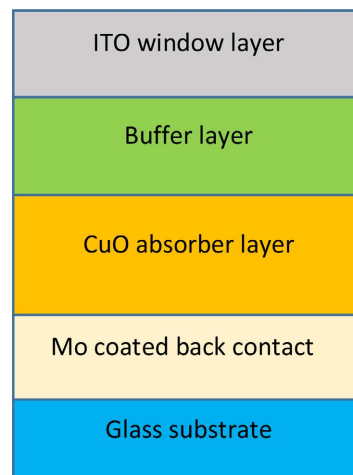 ITO window layer
Buffer layer
CuO absorber layer
Mo coated back contact
Glass substrate